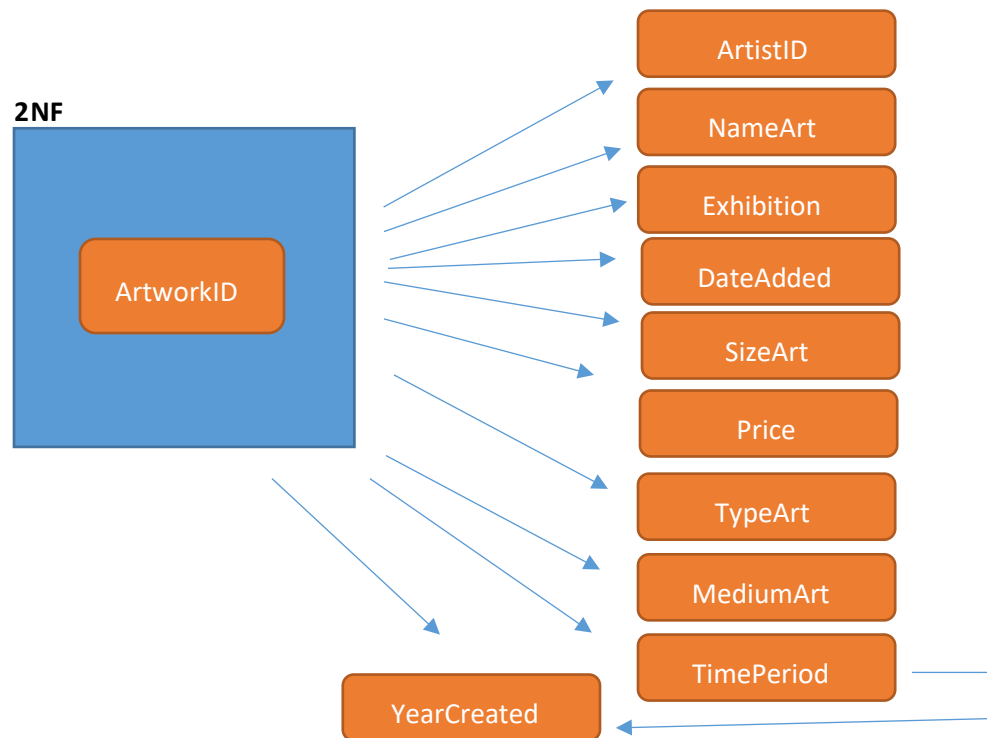 2NF
ArtworkID
ArtistID
NameArt
Exhibition
DateAdded
SizeArt
Price
TypeArt
MediumArt
TimePeriod
YearCreated